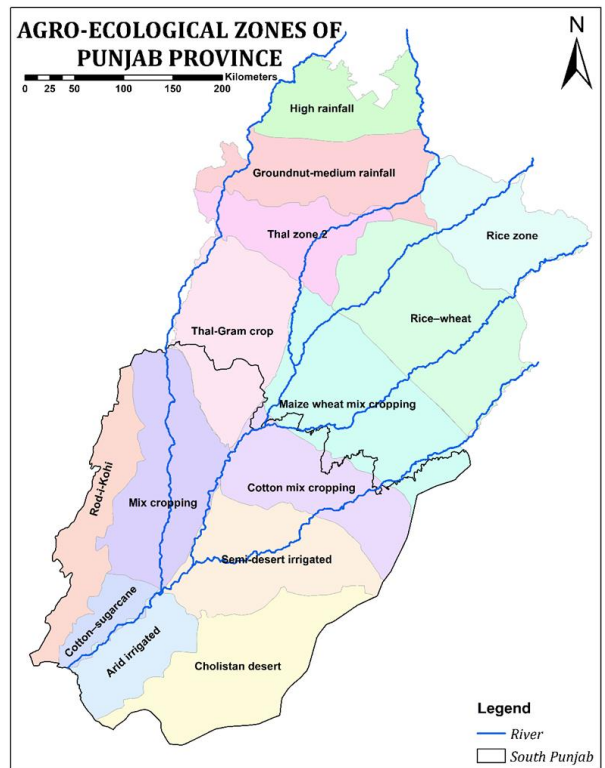 AGRO-ECOLOGICAL ZONES OF
PUNJAB PROVINCE
Kilometers
0 25 50 100 150 200
N
High rainfall
Groundnut-medium rainfall
Thal zone 2
Rice zone
Rice–wheat
Thal-Gram crop
Maize wheat mix cropping
Rod-i-Kohi
Mix cropping
Cotton mix cropping
Semi-desert irrigated
Cotton–sugarcane
Arid irrigated
Cholistan desert
Legend
River
South Punjab